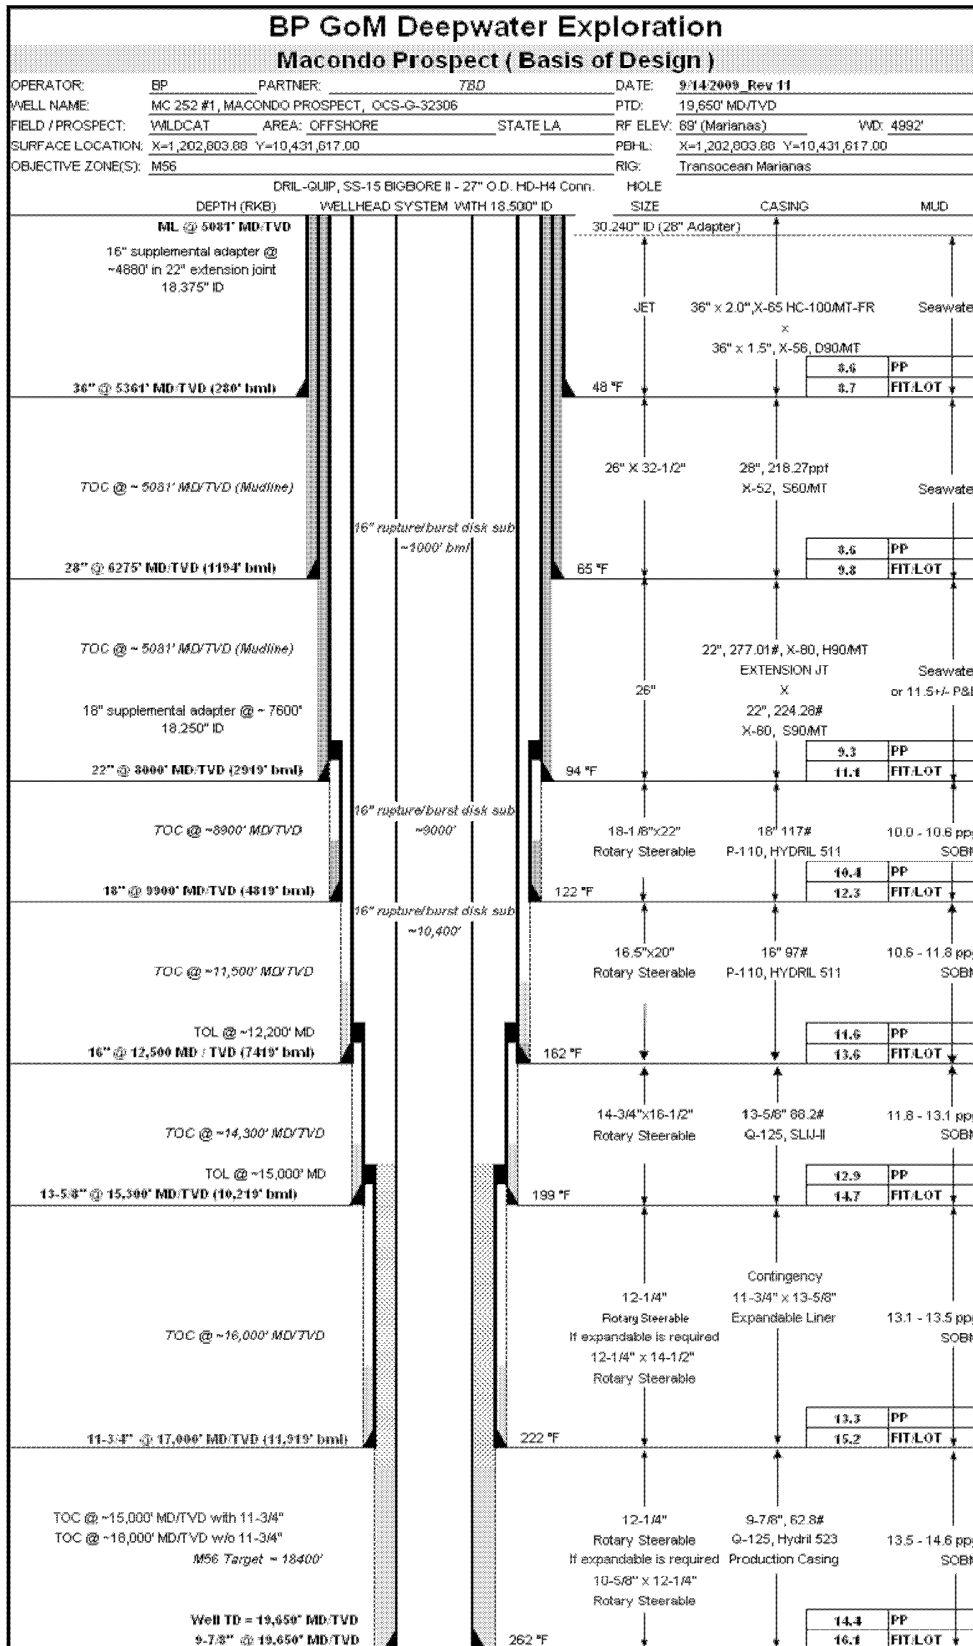 BP GoM Deepwater Exploration
Macondo Prospect ( Basis of Design )
OPERATOR: BP PARTNER: TBD DATE: 9/14/2009_Rev 11
WELL NAME: MC 252 #1, MACONDO PROSPECT, OCS-G-32306 PTD: 19,650' MD/TVD
FIELD / PROSPECT: WILDCAT AREA: OFFSHORE STATE LA RF ELEV: 89' (Marianas) WD: 4992'
SURFACE LOCATION: X=1,202,803.88 Y=10,431,617.00 PBHL: X=1,202,803.88 Y=10,431,617.00
OBJECTIVE ZONE(S): M56 RIG: Transocean Marianas
DRIL-QUIP, SS-15 BIGBORE II - 27" O.D. HD-H4 Conn. HOLE
DEPTH (RKB) WELLHEAD SYSTEM WITH 18.500" ID SIZE CASING MUD
ML @ 5081' MD/TVD 30.240" ID (28" Adapter)
16" supplemental adapter @
~4880' in 22" extension joint
18.375" ID
JET 36" x 2.0",X-65 HC-100/MT-FR Seawate
x
36" x 1.5", X-56, D90/MT
8.6 PP
36" @ 5361' MD/TVD (280' bml) 48 °F 8.7 FIT/LOT
26" X 32-1/2" 28", 218.27ppf
TOC @ ~ 5081' MD/TVD (Mudline) X-52, S60/MT Seawate
16" rupture/burst disk sub
~1000' bml
8.6 PP
28" @ 6275' MD/TVD (1194' bml) 65 °F 9.8 FIT/LOT
TOC @ ~ 5081' MD/TVD (Mudline) 22", 277.01#, X-80, H90/MT
EXTENSION JT Seawate
26" X or 11.5+/- P&
18" supplemental adapter @ ~ 7600' 22", 224.28#
18.250" ID X-80, S90/MT
9.3 PP
22" @ 8000' MD/TVD (2919' bml) 94 °F 11.1 FIT/LOT
16" rupture/burst disk sub
TOC @ ~8900' MD/TVD ~9000' 18-1/8"x22" 18" 117# 10.0 - 10.6 pp
Rotary Steerable P-110, HYDRIL 511 SOB
10.4 PP
18" @ 9900' MD/TVD (4819' bml) 122 °F 12.3 FIT/LOT
16" rupture/burst disk sub
~10,400'
16.5"x20" 16" 97# 10.6 - 11.8 pp
TOC @ ~11,500' MD/TVD Rotary Steerable P-110, HYDRIL 511 SOB
TOL @ ~12,200' MD 11.6 PP
16" @ 12,500 MD / TVD (7419' bml) 162 °F 13.6 FIT/LOT
14-3/4"x16-1/2" 13-5/8" 88.2# 11.8 - 13.1 pp
TOC @ ~14,300' MD/TVD Rotary Steerable Q-125, SLIJ-II SOB
TOL @ ~15,000' MD 12.9 PP
13-5/8" @ 15,300' MD/TVD (10,219' bml) 199 °F 14.7 FIT/LOT
Contingency
12-1/4" 11-3/4" x 13-5/8"
Rotary Steerable Expandable Liner 13.1 - 13.5 pp
TOC @ ~16,000' MD/TVD If expandable is required SOB
12-1/4" x 14-1/2"
Rotary Steerable
13.3 PP
11-3/4" @ 17,000' MD/TVD (11,919' bml) 222 °F 15.2 FIT/LOT
TOC @ ~15,000' MD/TVD with 11-3/4" 12-1/4" 9-7/8", 62.8#
TOC @ ~18,000' MD/TVD w/o 11-3/4" Rotary Steerable Q-125, Hydril 523 13.5 - 14.6 pp
M56 Target ~ 18400' If expandable is required Production Casing SOB
10-5/8" x 12-1/4"
Rotary Steerable
Well TD = 19,650' MD/TVD 14.4 PP
9-7/8" @ 19,650' MD/TVD 262 °F 16.1 FIT/LOT